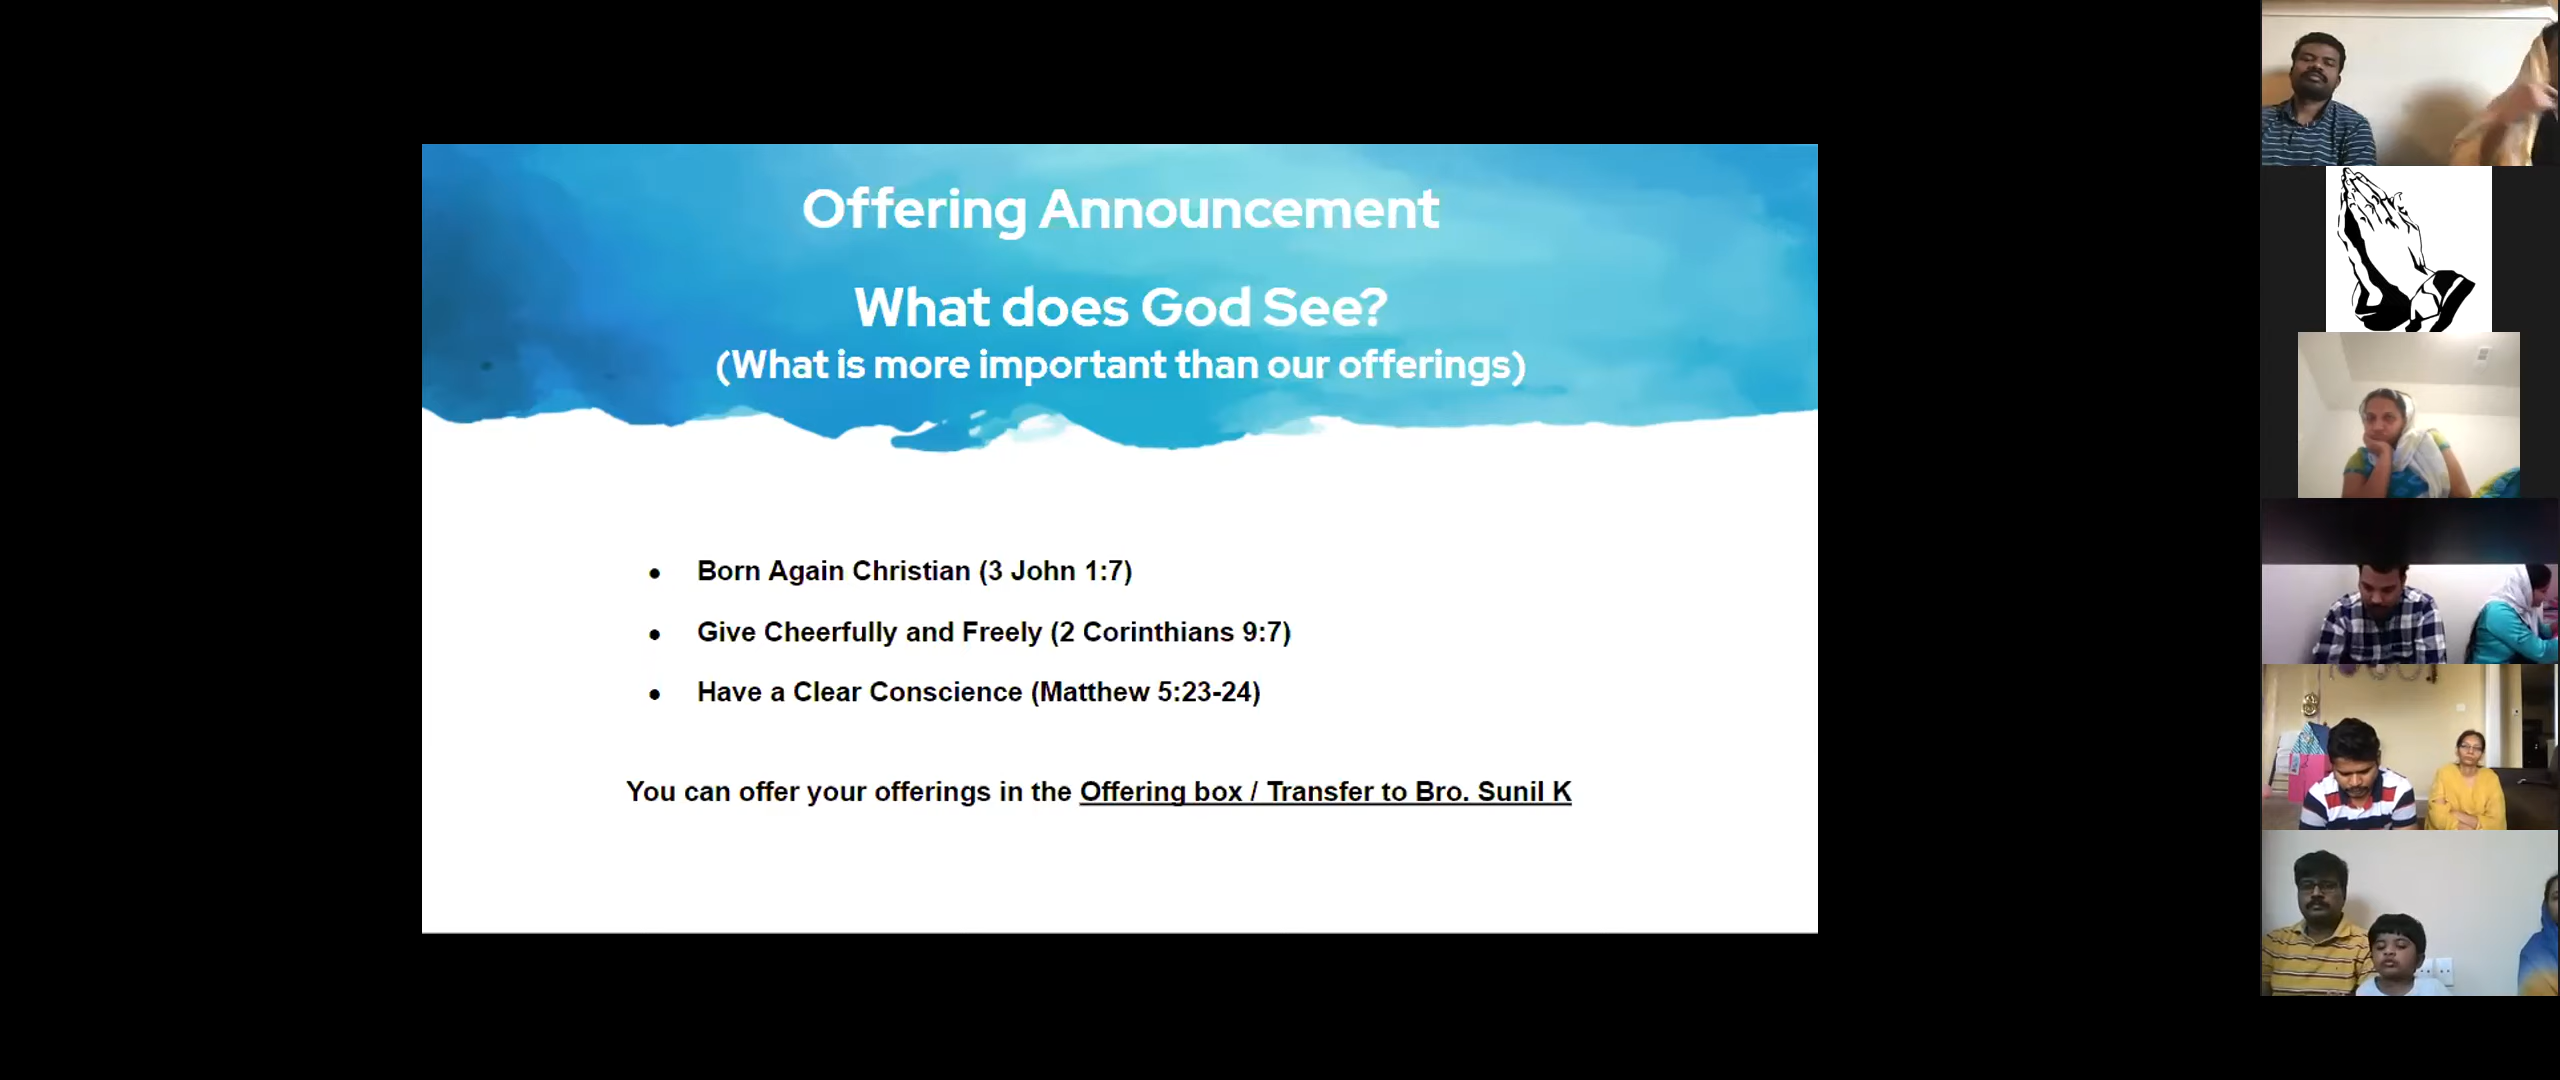 Offering Announcement
What does God See?
(What is more important than our offerings)
● Born Again Christian (3 John 1:7)
● Give Cheerfully and Freely (2 Corinthians 9:7)
● Have a Clear Conscience (Matthew 5:23-24)
You can offer your offerings in the Offering box / Transfer to Bro. Sunil K